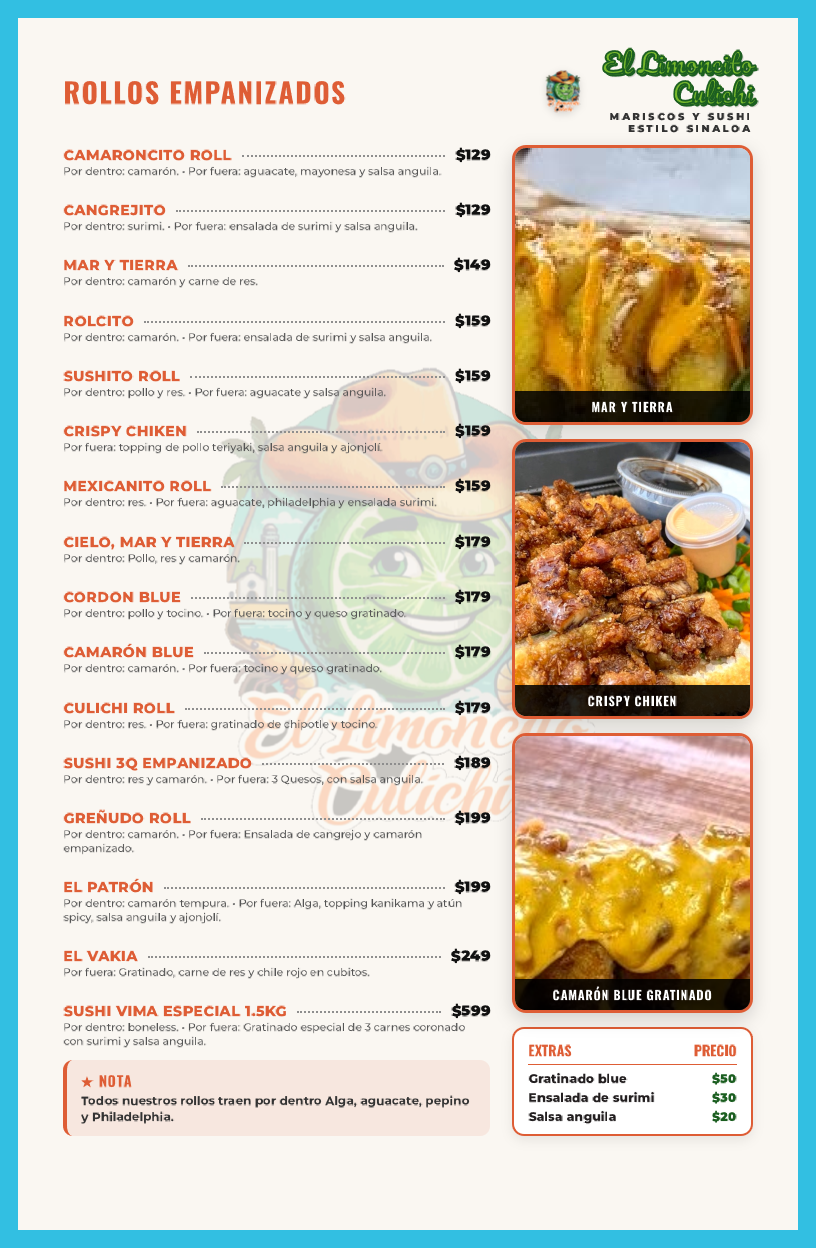 El Limoncito
Culichi
MARISCOS Y SUSHI
ESTILO SINALOA
ROLLOS EMPANIZADOS
CAMARONCITO ROLL $129
Por dentro: camarón. • Por fuera: aguacate, mayonesa y salsa anguila.
CANGREJITO $129
Por dentro: surimi. • Por fuera: ensalada de surimi y salsa anguila.
MAR Y TIERRA $149
Por dentro: camarón y carne de res.
ROLCITO $159
Por dentro: camarón. • Por fuera: ensalada de surimi y salsa anguila.
SUSHITO ROLL $159
Por dentro: pollo y res. • Por fuera: aguacate y salsa anguila.
CRISPY CHIKEN $159
Por fuera: topping de pollo teriyaki, salsa anguila y ajonjolí.
MEXICANITO ROLL $159
Por dentro: res. • Por fuera: aguacate, philadelphia y ensalada surimi.
CIELO, MAR Y TIERRA $179
Por dentro: Pollo, res y camarón.
CORDON BLUE $179
Por dentro: pollo y tocino. • Por fuera: tocino y queso gratinado.
CAMARÓN BLUE $179
Por dentro: camarón. • Por fuera: tocino y queso gratinado.
CULICHI ROLL $179
Por dentro: res. • Por fuera: gratinado de chipotle y tocino.
SUSHI 3Q EMPANIZADO $189
Por dentro: res y camarón. • Por fuera: 3 Quesos, con salsa anguila.
GREÑUDO ROLL $199
Por dentro: camarón. • Por fuera: Ensalada de cangrejo y camarón
empanizado.
EL PATRÓN $199
Por dentro: camarón tempura. • Por fuera: Alga, topping kanikama y atún
spicy, salsa anguila y ajonjolí.
EL VAKIA $249
Por fuera: Gratinado, carne de res y chile rojo en cubitos.
SUSHI VIMA ESPECIAL 1.5KG $599
Por dentro: boneless. • Por fuera: Gratinado especial de 3 carnes coronado
con surimi y salsa anguila.
★ NOTA
Todos nuestros rollos traen por dentro Alga, aguacate, pepino
y Philadelphia.
El Limoncito
Culichi
MAR Y TIERRA
CRISPY CHIKEN
CAMARÓN BLUE GRATINADO
EXTRAS PRECIO
Gratinado blue $50
Ensalada de surimi $30
Salsa anguila $20